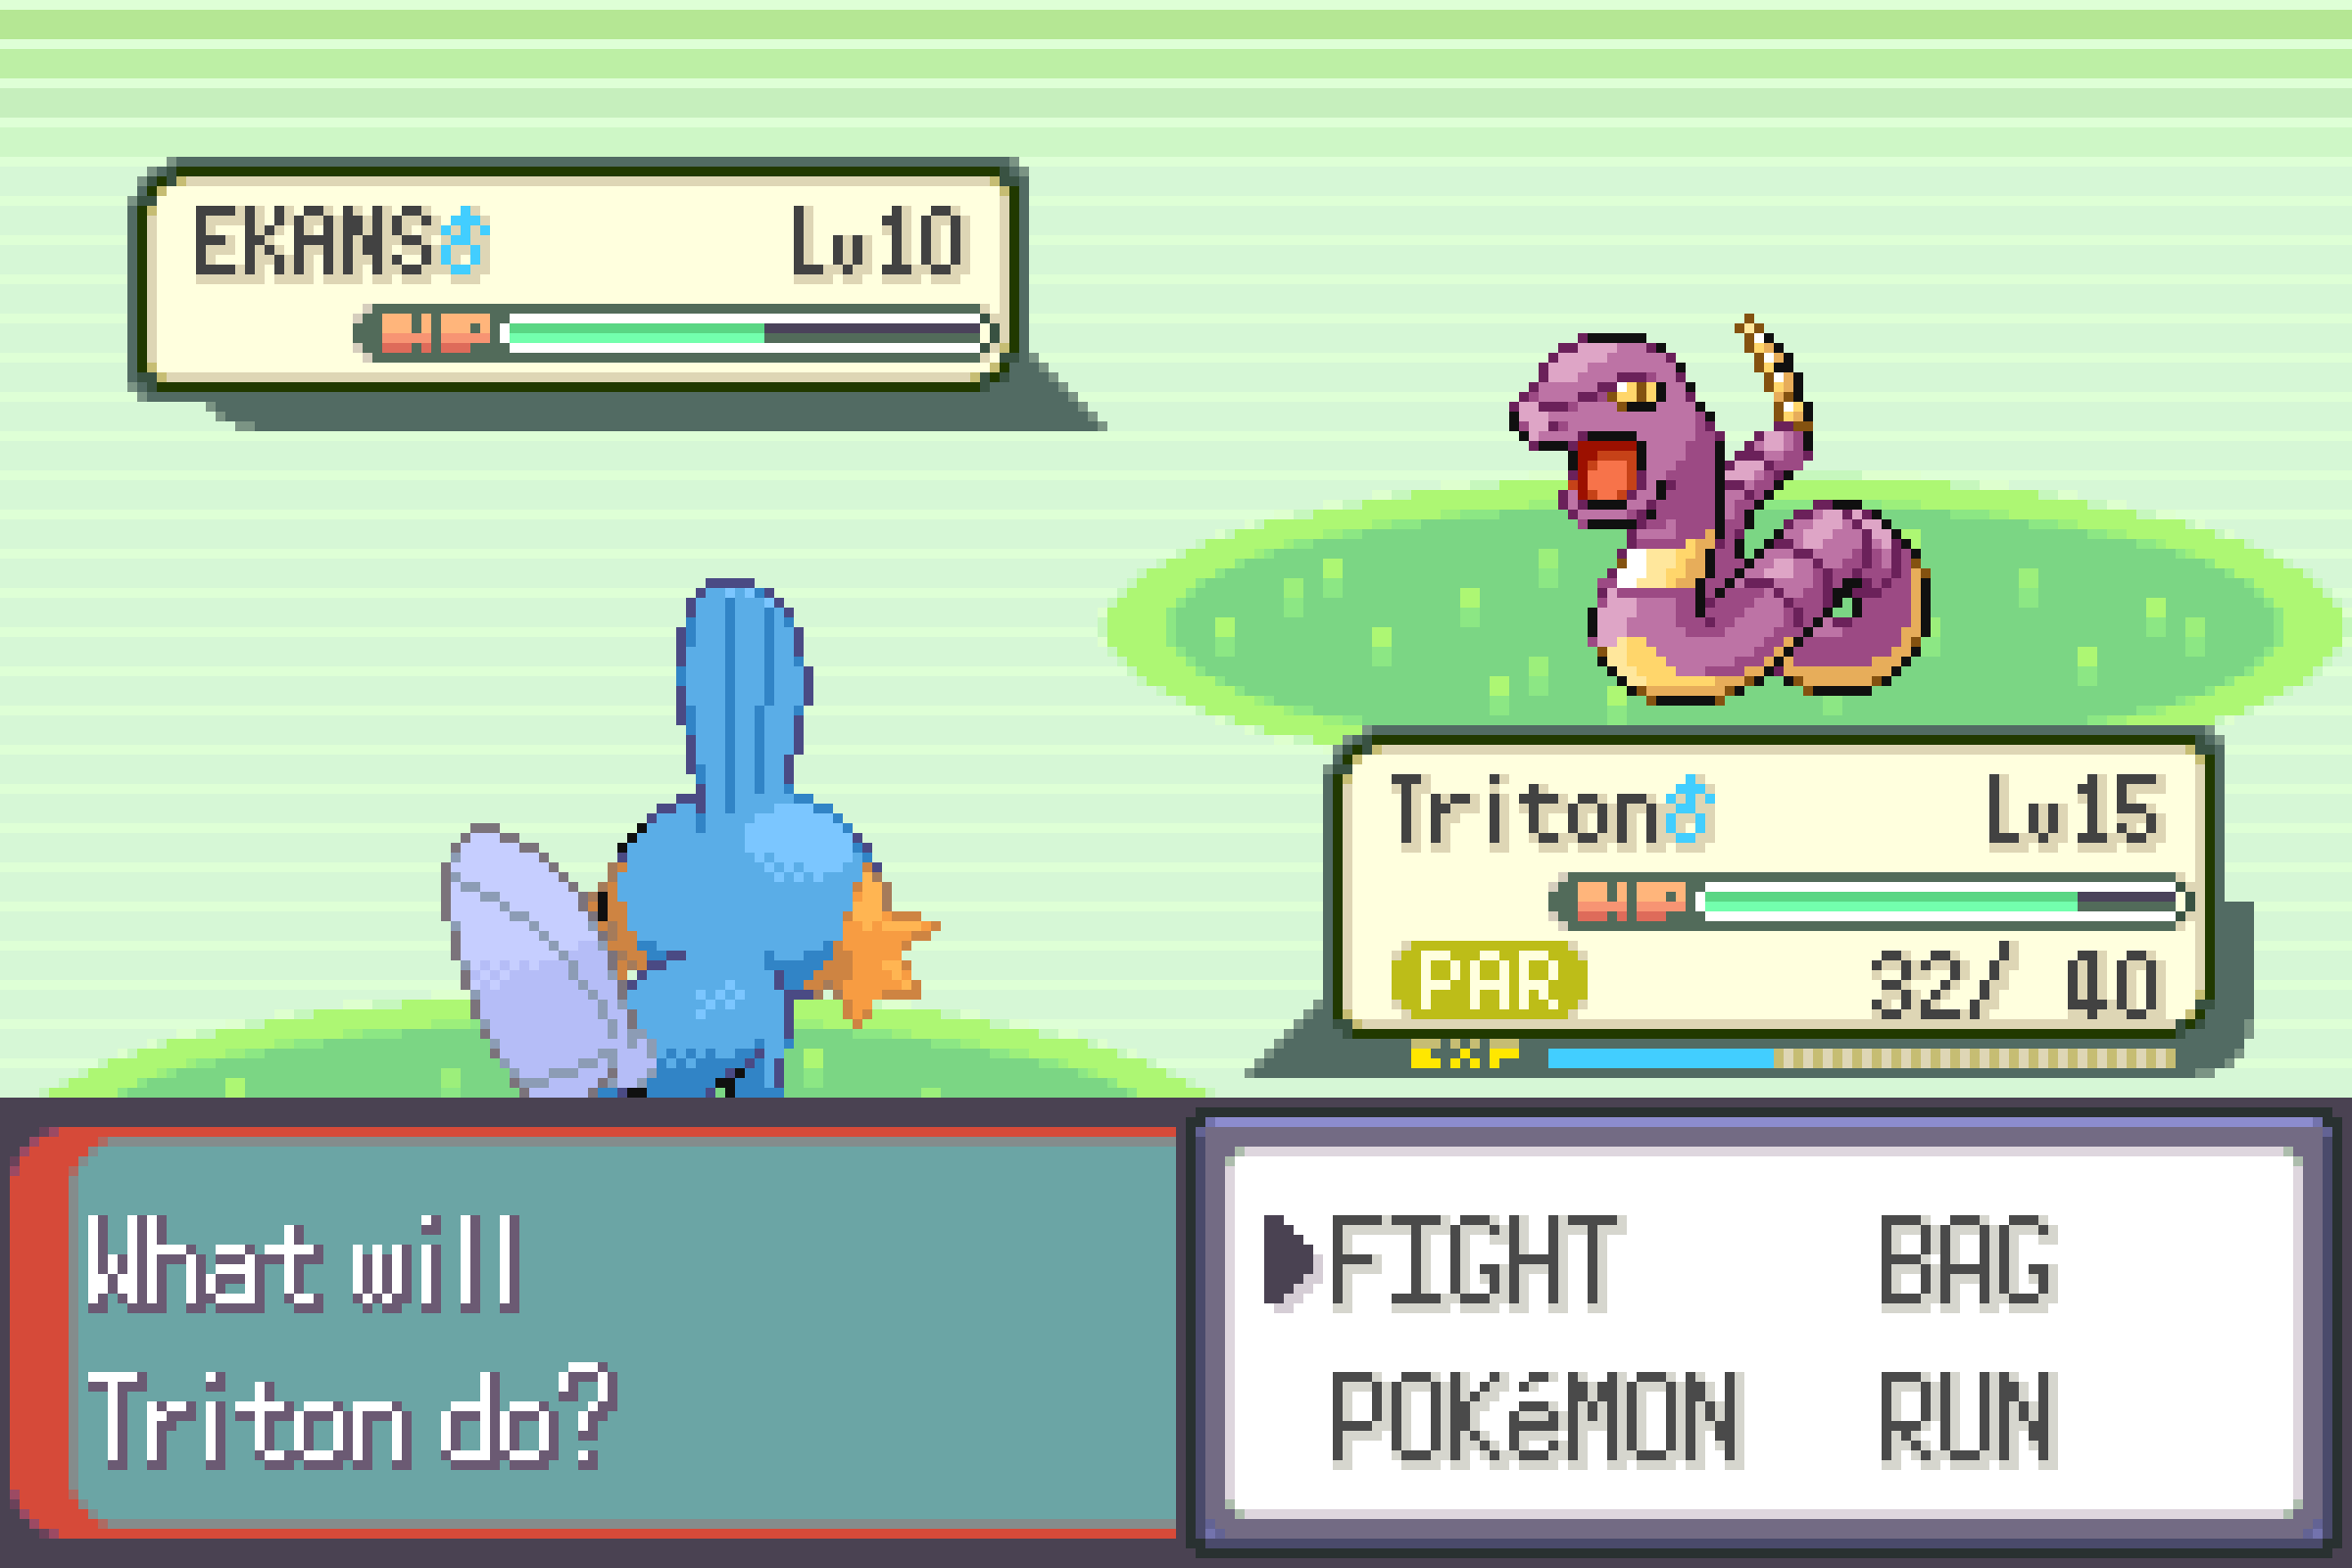 EKANS♂ Lv10
HP
Triton♂ Lv15
HP
PAR 32/ 40
EXP
What will
Triton do?
FIGHT BAG
POKéMON RUN